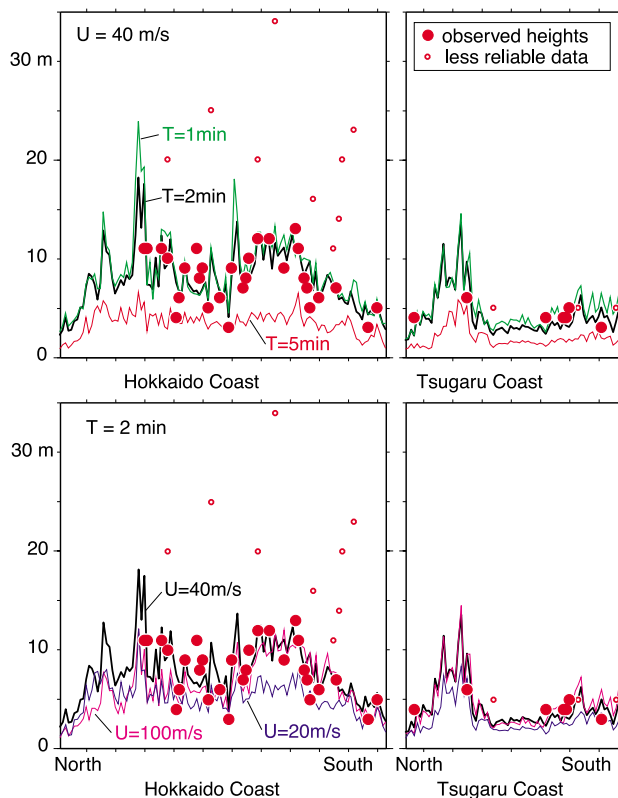 U = 40 m/s
observed heights
less reliable data
30 m
T=1min
20
T=2min
10
T=5min
0
Hokkaido Coast
Tsugaru Coast
T = 2 min
30 m
20
U=40m/s
10
U=100m/s
U=20m/s
0
North
South
North
South
Hokkaido Coast
Tsugaru Coast